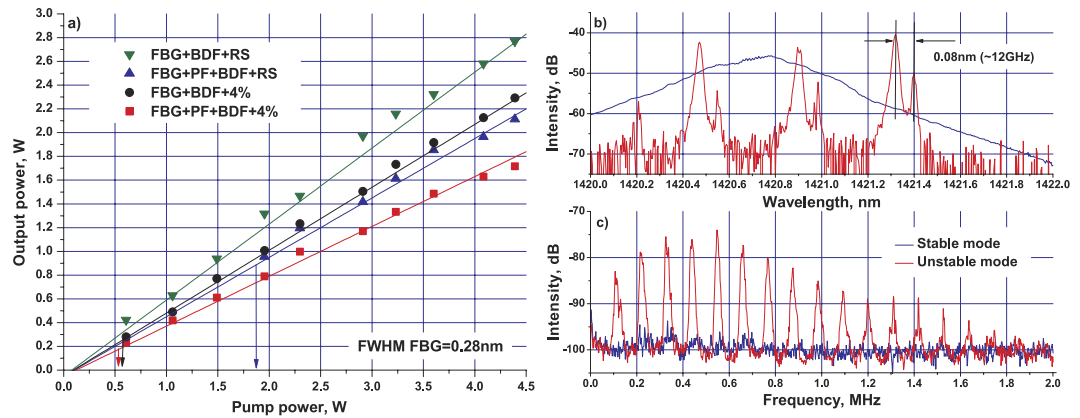 a)
FBG+BDF+RS
FBG+PF+BDF+RS
FBG+BDF+4%
FBG+PF+BDF+4%
FWHM FBG=0.28nm
Output power, W
2.8
2.6
2.4
2.2
2.0
1.8
1.6
1.4
1.2
1.0
0.8
0.6
0.4
0.2
0.0
0.0 0.5 1.0 1.5 2.0 2.5 3.0 3.5 4.0 4.5
Pump power, W
b)
0.08nm (~12GHz)
Intensity, dB
-40
-50
-60
-70
1420.0 1420.2 1420.4 1420.6 1420.8 1421.0 1421.2 1421.4 1421.6 1421.8 1422.0
Wavelength, nm
c)
Stable mode
Unstable mode
Intensity, dB
-70
-80
-90
-100
0.0 0.2 0.4 0.6 0.8 1.0 1.2 1.4 1.6 1.8 2.0
Frequency, MHz